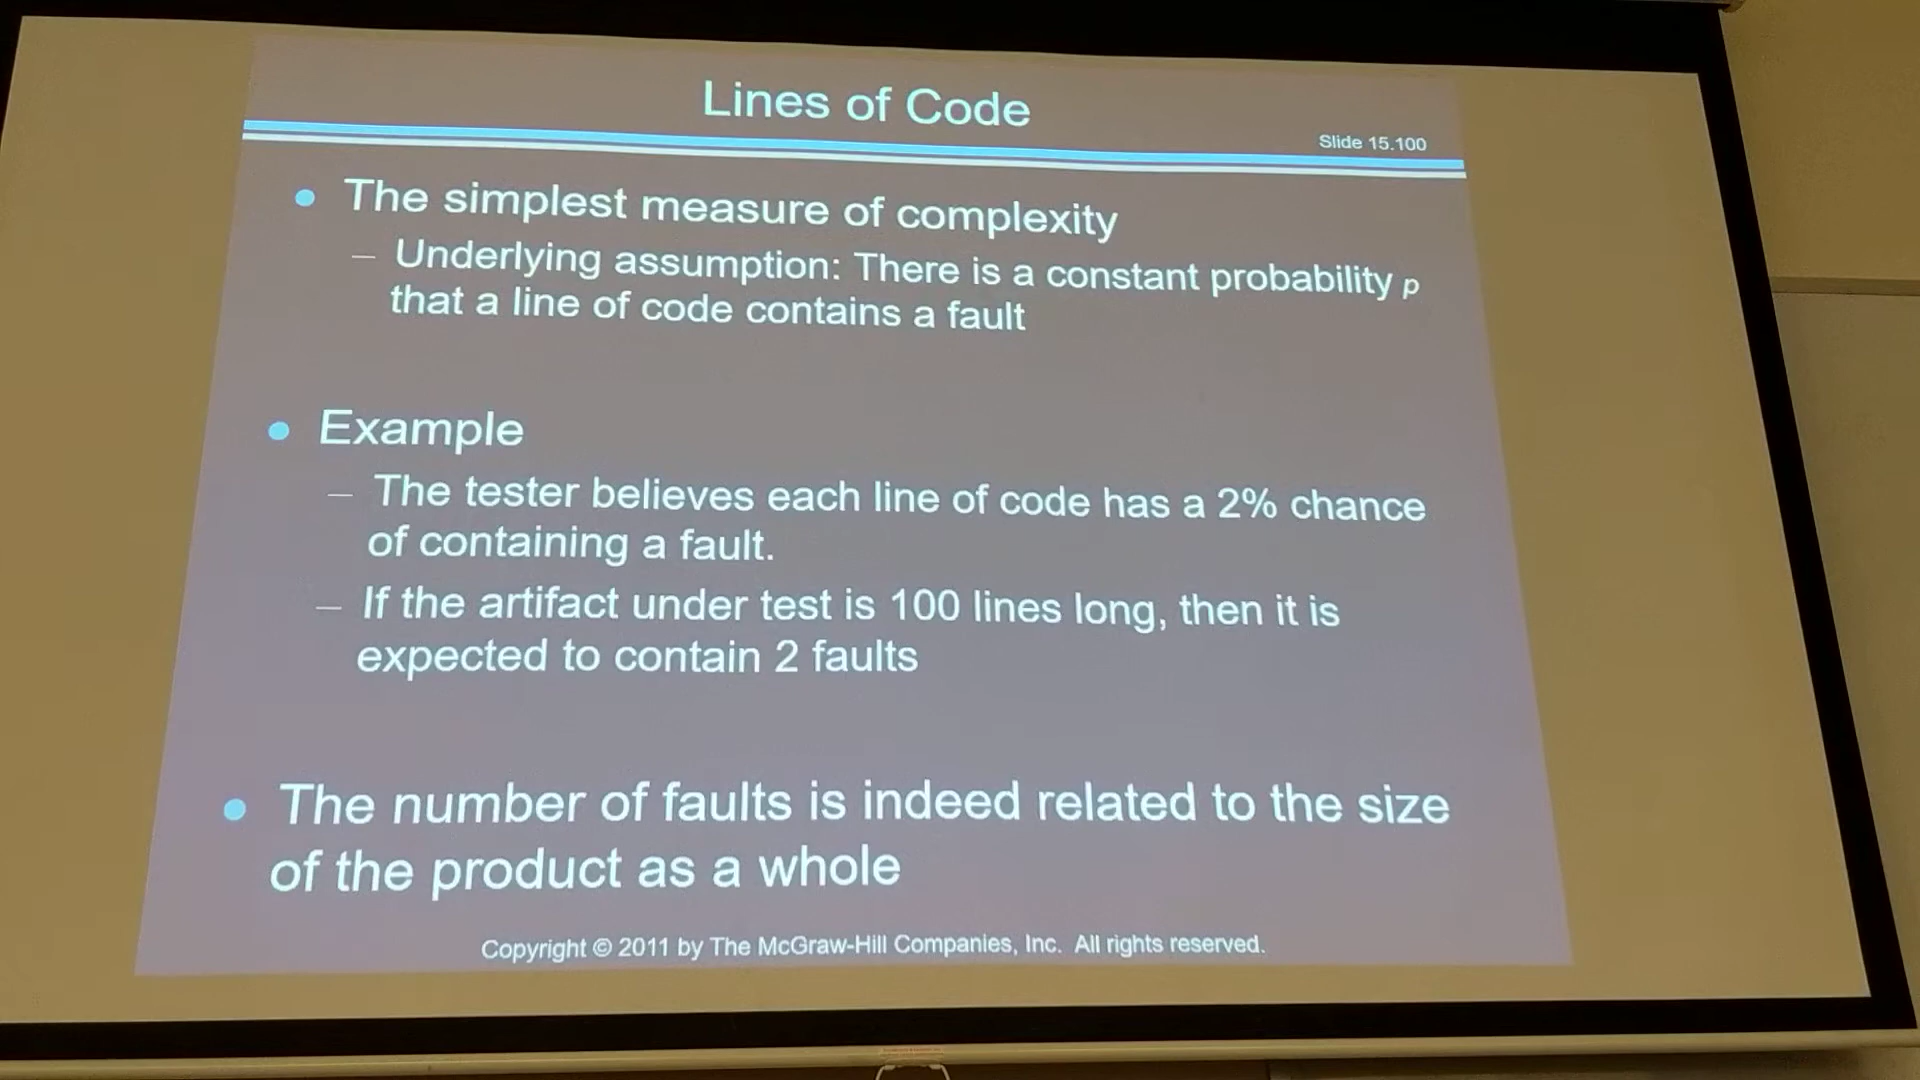 Lines of Code
Slide 15.100
• The simplest measure of complexity
– Underlying assumption: There is a constant probability p
that a line of code contains a fault
• Example
– The tester believes each line of code has a 2% chance
of containing a fault.
– If the artifact under test is 100 lines long, then it is
expected to contain 2 faults
• The number of faults is indeed related to the size
of the product as a whole
Copyright © 2011 by The McGraw-Hill Companies, Inc. All rights reserved.